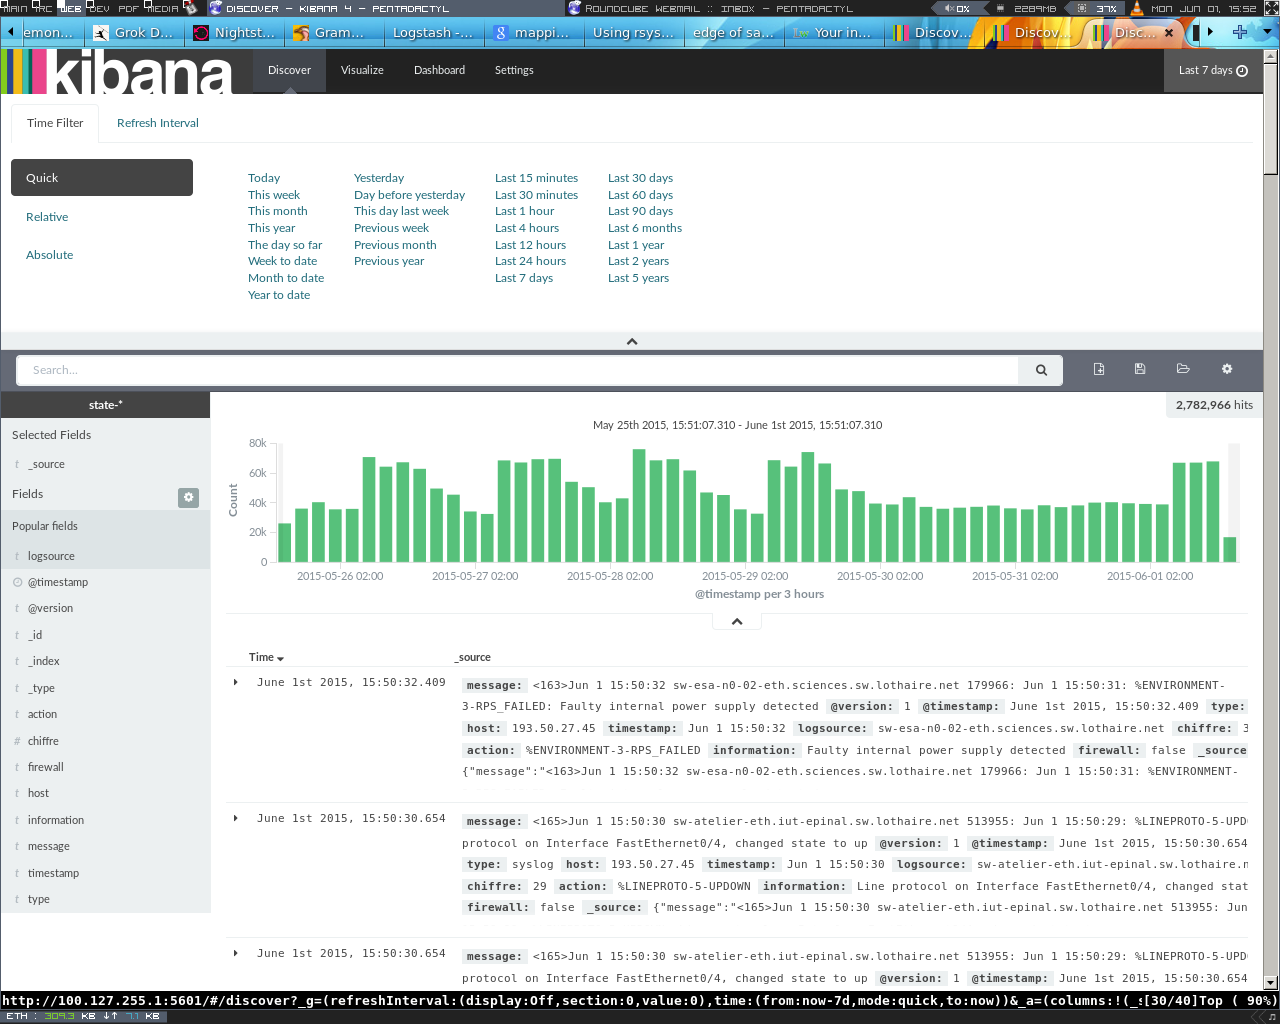 MAIN IRC WEB DEV PDF MEDIA DISCOVER - KIBANA 4 - PENTADACTYL ROUNDCUBE WEBMAIL :: INBOX - PENTADACTYL 0% 2289MB 37% MON JUN 01, 15:52
emon... Grok D... Nightst... Gram... Logstash -... mappi... Using rsys... edge of sa... Your in... Discov... Discov... Disc...
kibana Discover Visualize Dashboard Settings Last 7 days
Time Filter Refresh Interval
Quick
Relative
Absolute
Today Yesterday Last 15 minutes Last 30 days
This week Day before yesterday Last 30 minutes Last 60 days
This month This day last week Last 1 hour Last 90 days
This year Previous week Last 4 hours Last 6 months
The day so far Previous month Last 12 hours Last 1 year
Week to date Previous year Last 24 hours Last 2 years
Month to date Last 7 days Last 5 years
Year to date
Search...
state-*
2,782,966 hits
Selected Fields
t _source
Fields
Popular fields
t logsource
@timestamp
t @version
t _id
t _index
t _type
t action
# chiffre
t firewall
t host
t information
t message
t timestamp
t type
May 25th 2015, 15:51:07.310 - June 1st 2015, 15:51:07.310
Count
80k
60k
40k
20k
0
2015-05-26 02:00 2015-05-27 02:00 2015-05-28 02:00 2015-05-29 02:00 2015-05-30 02:00 2015-05-31 02:00 2015-06-01 02:00
@timestamp per 3 hours
Time _source
June 1st 2015, 15:50:32.409 message: <163>Jun 1 15:50:32 sw-esa-n0-02-eth.sciences.sw.lothaire.net 179966: Jun 1 15:50:31: %ENVIRONMENT-
3-RPS_FAILED: Faulty internal power supply detected @version: 1 @timestamp: June 1st 2015, 15:50:32.409 type:
host: 193.50.27.45 timestamp: Jun 1 15:50:32 logsource: sw-esa-n0-02-eth.sciences.sw.lothaire.net chiffre: 3
action: %ENVIRONMENT-3-RPS_FAILED information: Faulty internal power supply detected firewall: false _source
{"message":"<163>Jun 1 15:50:32 sw-esa-n0-02-eth.sciences.sw.lothaire.net 179966: Jun 1 15:50:31: %ENVIRONMENT-
June 1st 2015, 15:50:30.654 message: <165>Jun 1 15:50:30 sw-atelier-eth.iut-epinal.sw.lothaire.net 513955: Jun 1 15:50:29: %LINEPROTO-5-UPD
protocol on Interface FastEthernet0/4, changed state to up @version: 1 @timestamp: June 1st 2015, 15:50:30.654
type: syslog host: 193.50.27.45 timestamp: Jun 1 15:50:30 logsource: sw-atelier-eth.iut-epinal.sw.lothaire.n
chiffre: 29 action: %LINEPROTO-5-UPDOWN information: Line protocol on Interface FastEthernet0/4, changed stat
firewall: false _source: {"message":"<165>Jun 1 15:50:30 sw-atelier-eth.iut-epinal.sw.lothaire.net 513955: Jun
June 1st 2015, 15:50:30.654 message: <165>Jun 1 15:50:30 sw-atelier-eth.iut-epinal.sw.lothaire.net 513955: Jun 1 15:50:29: %LINEPROTO-5-UPD
protocol on Interface FastEthernet0/4, changed state to up @version: 1 @timestamp: June 1st 2015, 15:50:30.654
http://100.127.255.1:5601/#/discover?_g=(refreshInterval:(display:Off,section:0,value:0),time:(from:now-7d,mode:quick,to:now))&_a=(columns:!(_s[30/40]Top ( 90%)
ETH : 309.3 KB ↓↑ 7.1 KB